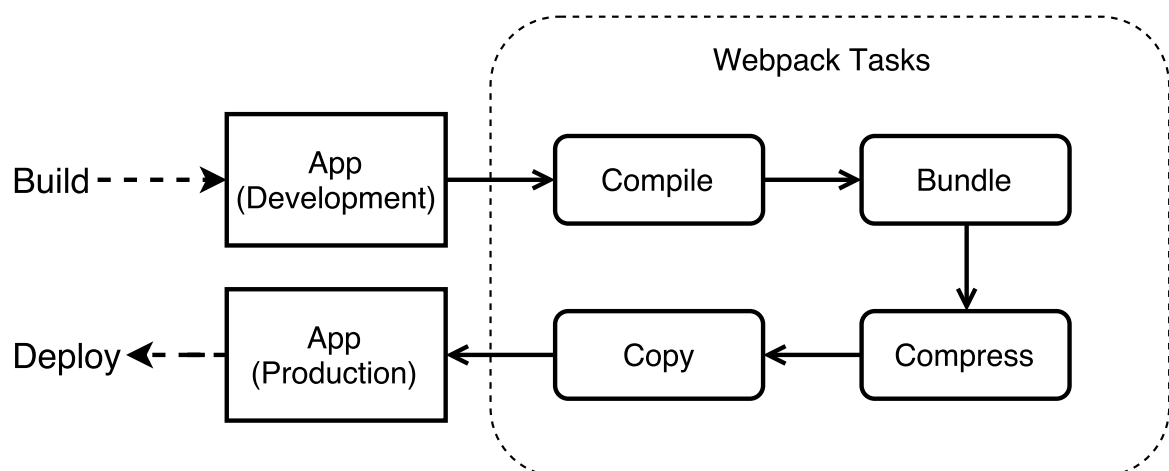 Webpack Tasks
Build
App
(Development)
Compile
Bundle
Deploy
App
(Production)
Copy
Compress